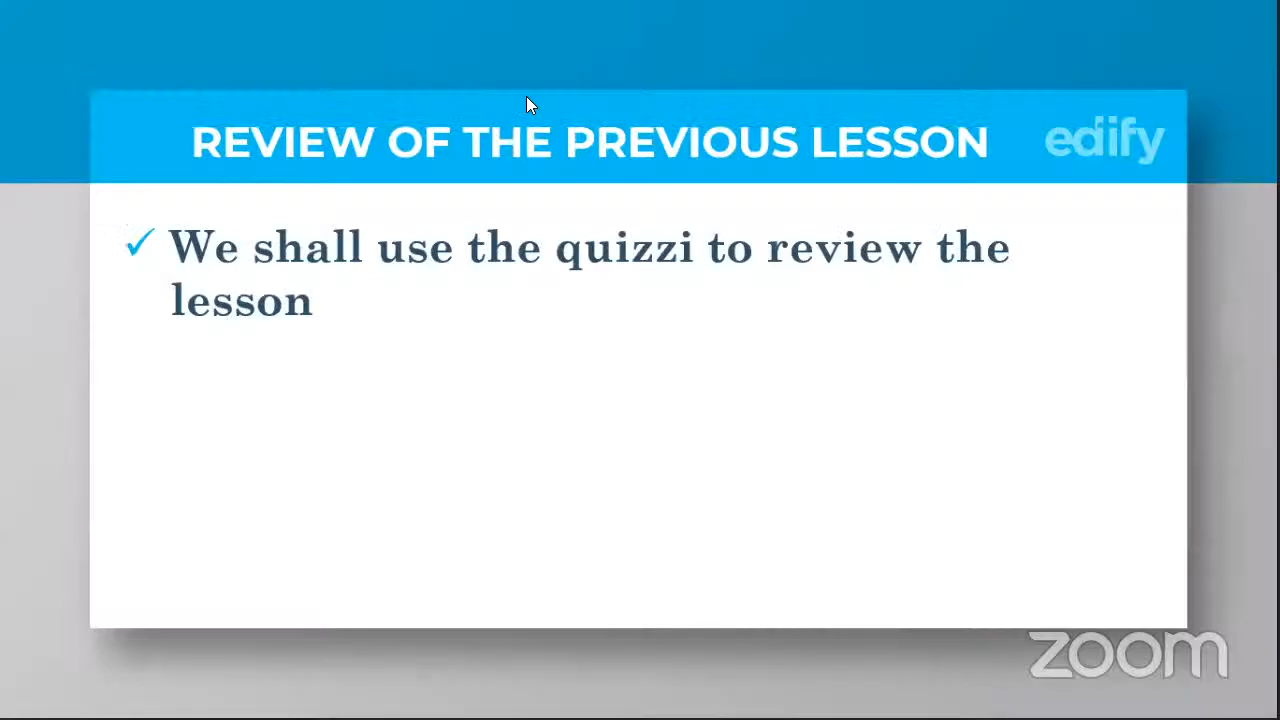 REVIEW OF THE PREVIOUS LESSON
edify
✓ We shall use the quizzi to review the
lesson
zoom